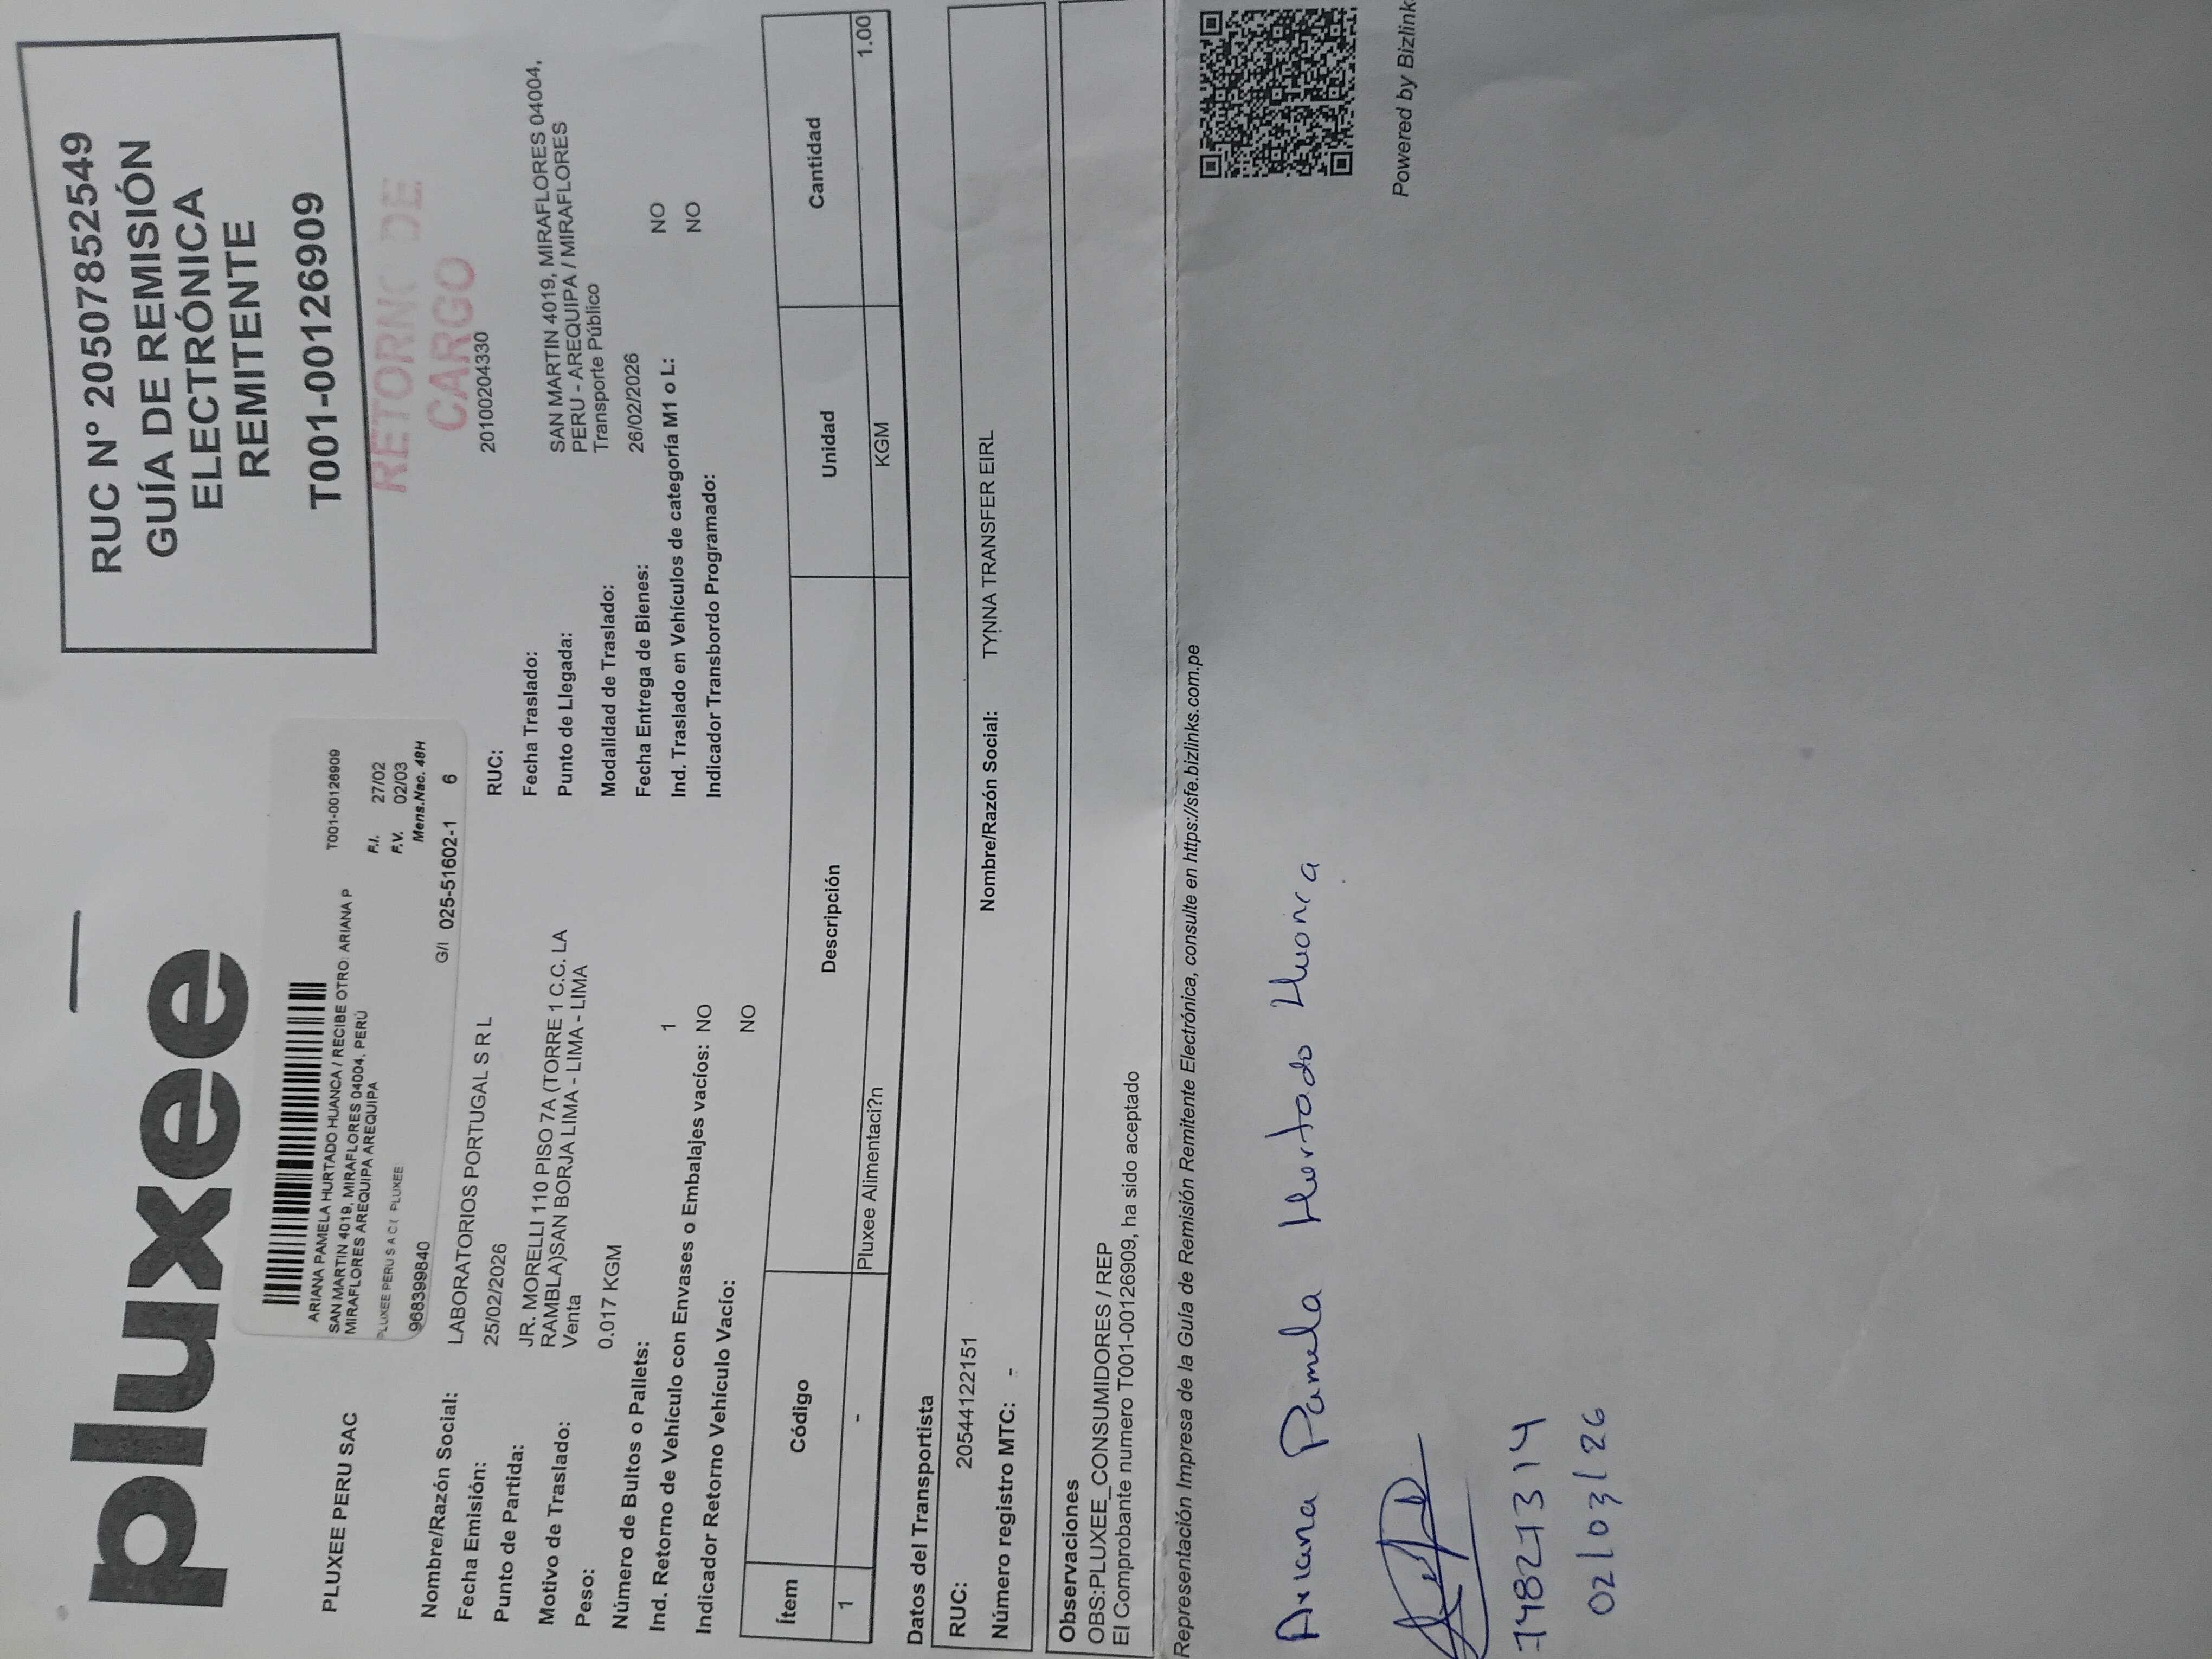 pluxee
RUC N° 20507852549
GUÍA DE REMISIÓN
ELECTRÓNICA
REMITENTE
T001-00126909
RETORNO DE
CARGO
ARIANA PAMELA HURTADO HUANCA / RECIBE OTRO: ARIANA P
T001-00126909
SAN MARTIN 4019, MIRAFLORES 04004, PERÚ
MIRAFLORES AREQUIPA AREQUIPA
F.I. 27/02
F.V. 02/03
Mens.Nac. 48H
PLUXEE PERU S A C ( PLUXEE
968399840
G/I 025-51602-1 6
PLUXEE PERU SAC
Nombre/Razón Social: LABORATORIOS PORTUGAL S R L
RUC: 20100204330
Fecha Emisión: 25/02/2026
Fecha Traslado:
Punto de Partida: JR. MORELLI 110 PISO 7A (TORRE 1 C.C. LA
RAMBLA)SAN BORJA LIMA - LIMA - LIMA
Punto de Llegada: SAN MARTIN 4019, MIRAFLORES 04004,
PERU - AREQUIPA / MIRAFLORES
Motivo de Traslado: Venta
Modalidad de Traslado: Transporte Público
Peso: 0.017 KGM
Fecha Entrega de Bienes: 26/02/2026
Número de Bultos o Pallets: 1
Ind. Traslado en Vehículos de categoría M1 o L: NO
Ind. Retorno de Vehículo con Envases o Embalajes vacíos: NO
Indicador Transbordo Programado: NO
Indicador Retorno Vehículo Vacío: NO
Ítem Código Descripción Unidad Cantidad
1 - Pluxee Alimentaci?n KGM 1.00
Datos del Transportista
RUC: 20544122151 Nombre/Razón Social: TYNNA TRANSFER EIRL
Número registro MTC: -
Observaciones
OBS:PLUXEE_CONSUMIDORES / REP
El Comprobante numero T001-00126909, ha sido aceptado
Representación Impresa de la Guía de Remisión Remitente Electrónica, consulte en https://sfe.bizlinks.com.pe
Powered by Bizlink
Ariana Pamela Hurtado Huanca
74827314
02/03/26